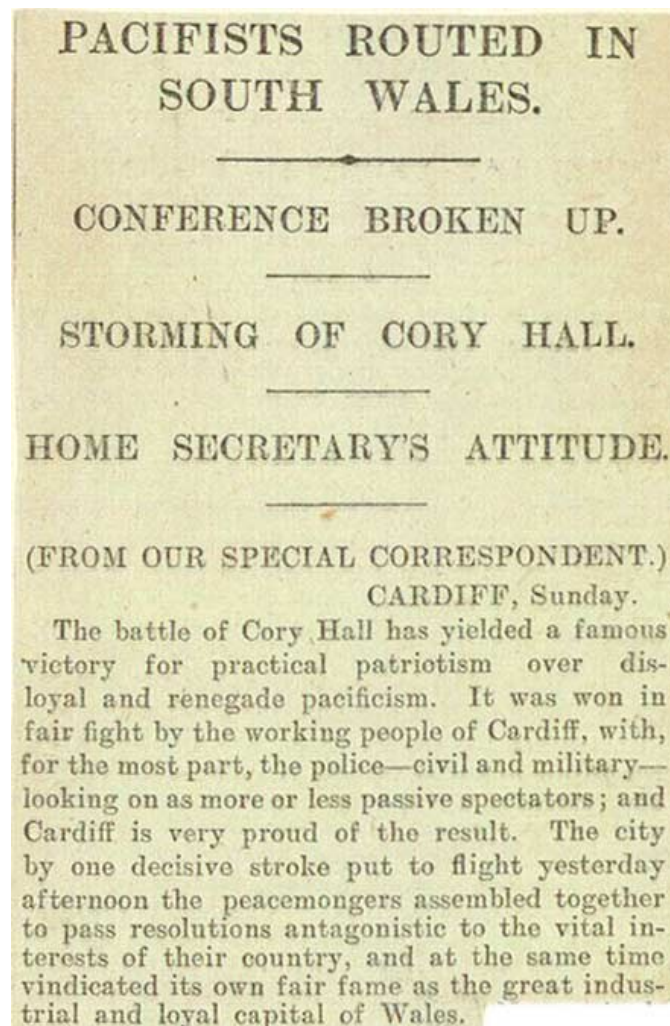 PACIFISTS ROUTED IN
SOUTH WALES.
CONFERENCE BROKEN UP.
STORMING OF CORY HALL.
HOME SECRETARY'S ATTITUDE.
(FROM OUR SPECIAL CORRESPONDENT.)
CARDIFF, Sunday.
The battle of Cory Hall has yielded a famous
victory for practical patriotism over dis-
loyal and renegade pacificism. It was won in
fair fight by the working people of Cardiff, with,
for the most part, the police—civil and military—
looking on as more or less passive spectators; and
Cardiff is very proud of the result. The city
by one decisive stroke put to flight yesterday
afternoon the peacemongers assembled together
to pass resolutions antagonistic to the vital in-
terests of their country, and at the same time
vindicated its own fair fame as the great indus-
trial and loyal capital of Wales.